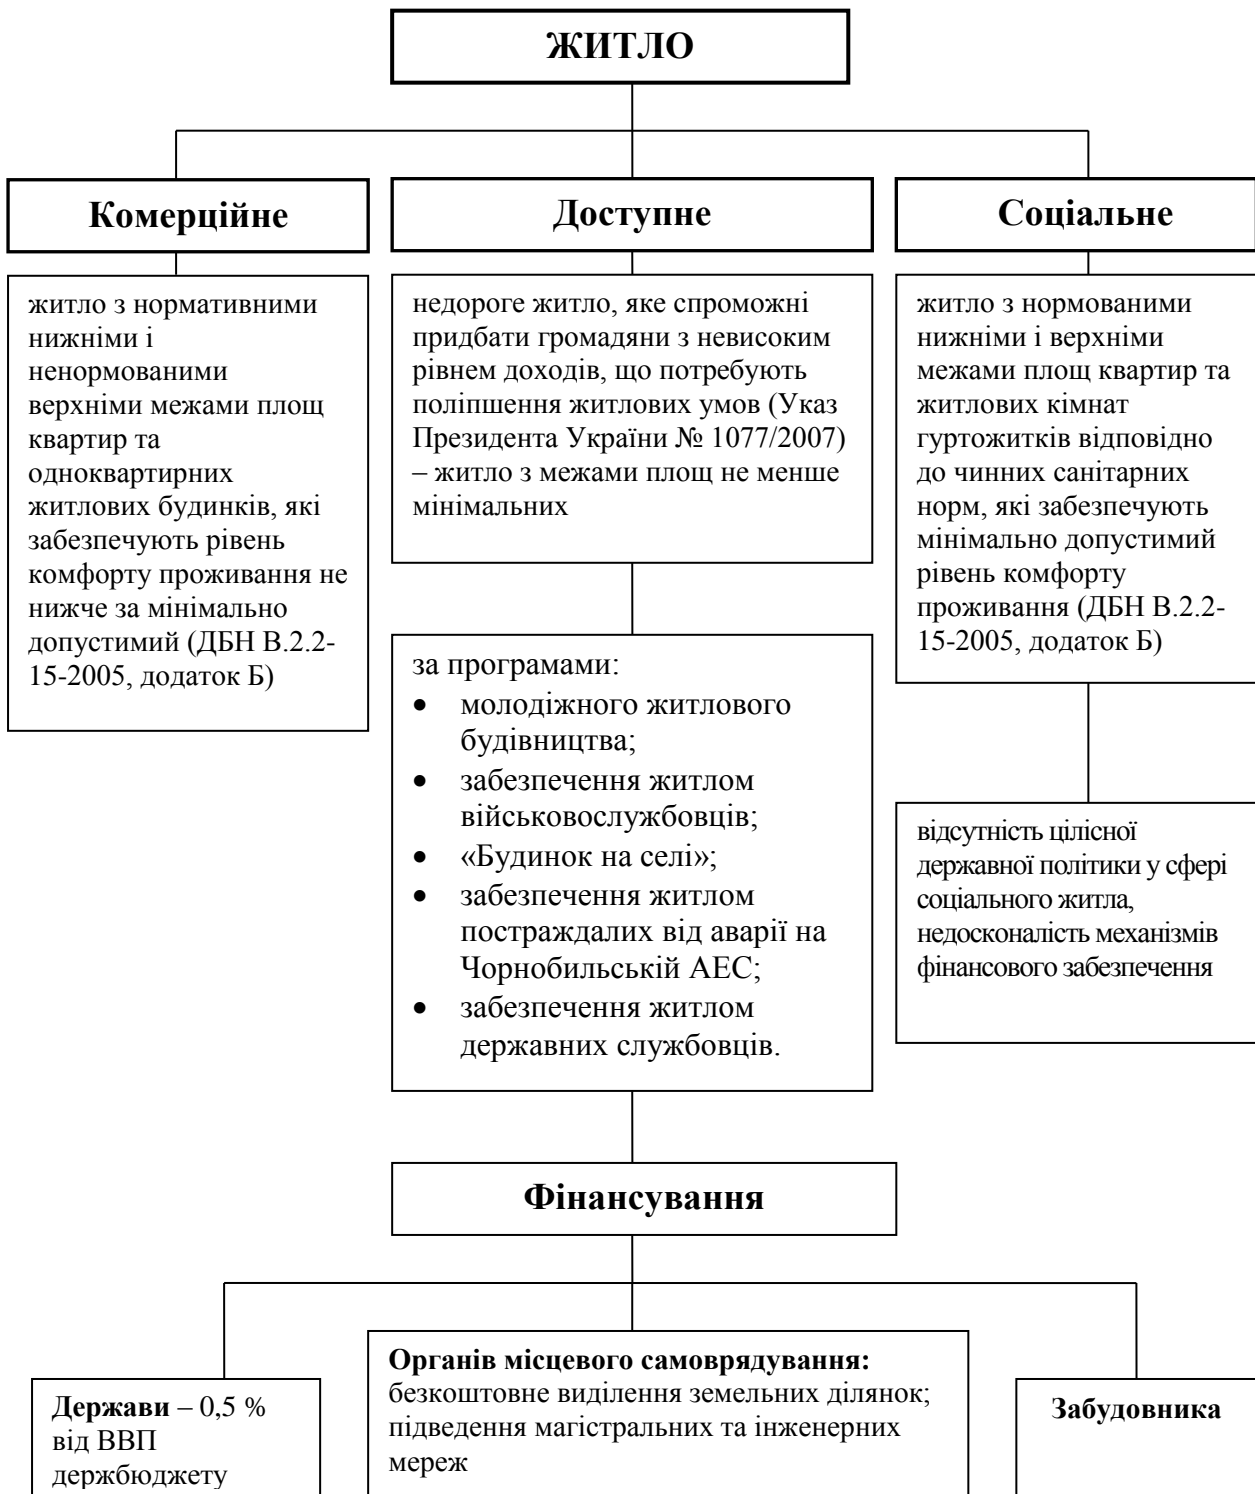 ЖИТЛО
Комерційне
Доступне
Соціальне
житло з нормативними
нижніми і
ненормованими
верхніми межами площ
квартир та
одноквартирних
житлових будинків, які
забезпечують рівень
комфорту проживання не
нижче за мінімально
допустимий (ДБН В.2.2-
15-2005, додаток Б)
недороге житло, яке спроможні
придбати громадяни з невисоким
рівнем доходів, що потребують
поліпшення житлових умов (Указ
Президента України № 1077/2007)
– житло з межами площ не менше
мінімальних
житло з нормованими
нижніми і верхніми
межами площ квартир та
житлових кімнат
гуртожитків відповідно
до чинних санітарних
норм, які забезпечують
мінімально допустимий
рівень комфорту
проживання (ДБН В.2.2-
15-2005, додаток Б)
за програмами:
• молодіжного житлового
будівництва;
• забезпечення житлом
військовослужбовців;
• «Будинок на селі»;
• забезпечення житлом
постраждалих від аварії на
Чорнобильській АЕС;
• забезпечення житлом
державних службовців.
відсутність цілісної
державної політики у сфері
соціального житла,
недосконалість механізмів
фінансового забезпечення
Фінансування
Держави – 0,5 %
від ВВП
держбюджету
Органів місцевого самоврядування:
безкоштовне виділення земельних ділянок;
підведення магістральних та інженерних
мереж
Забудовника